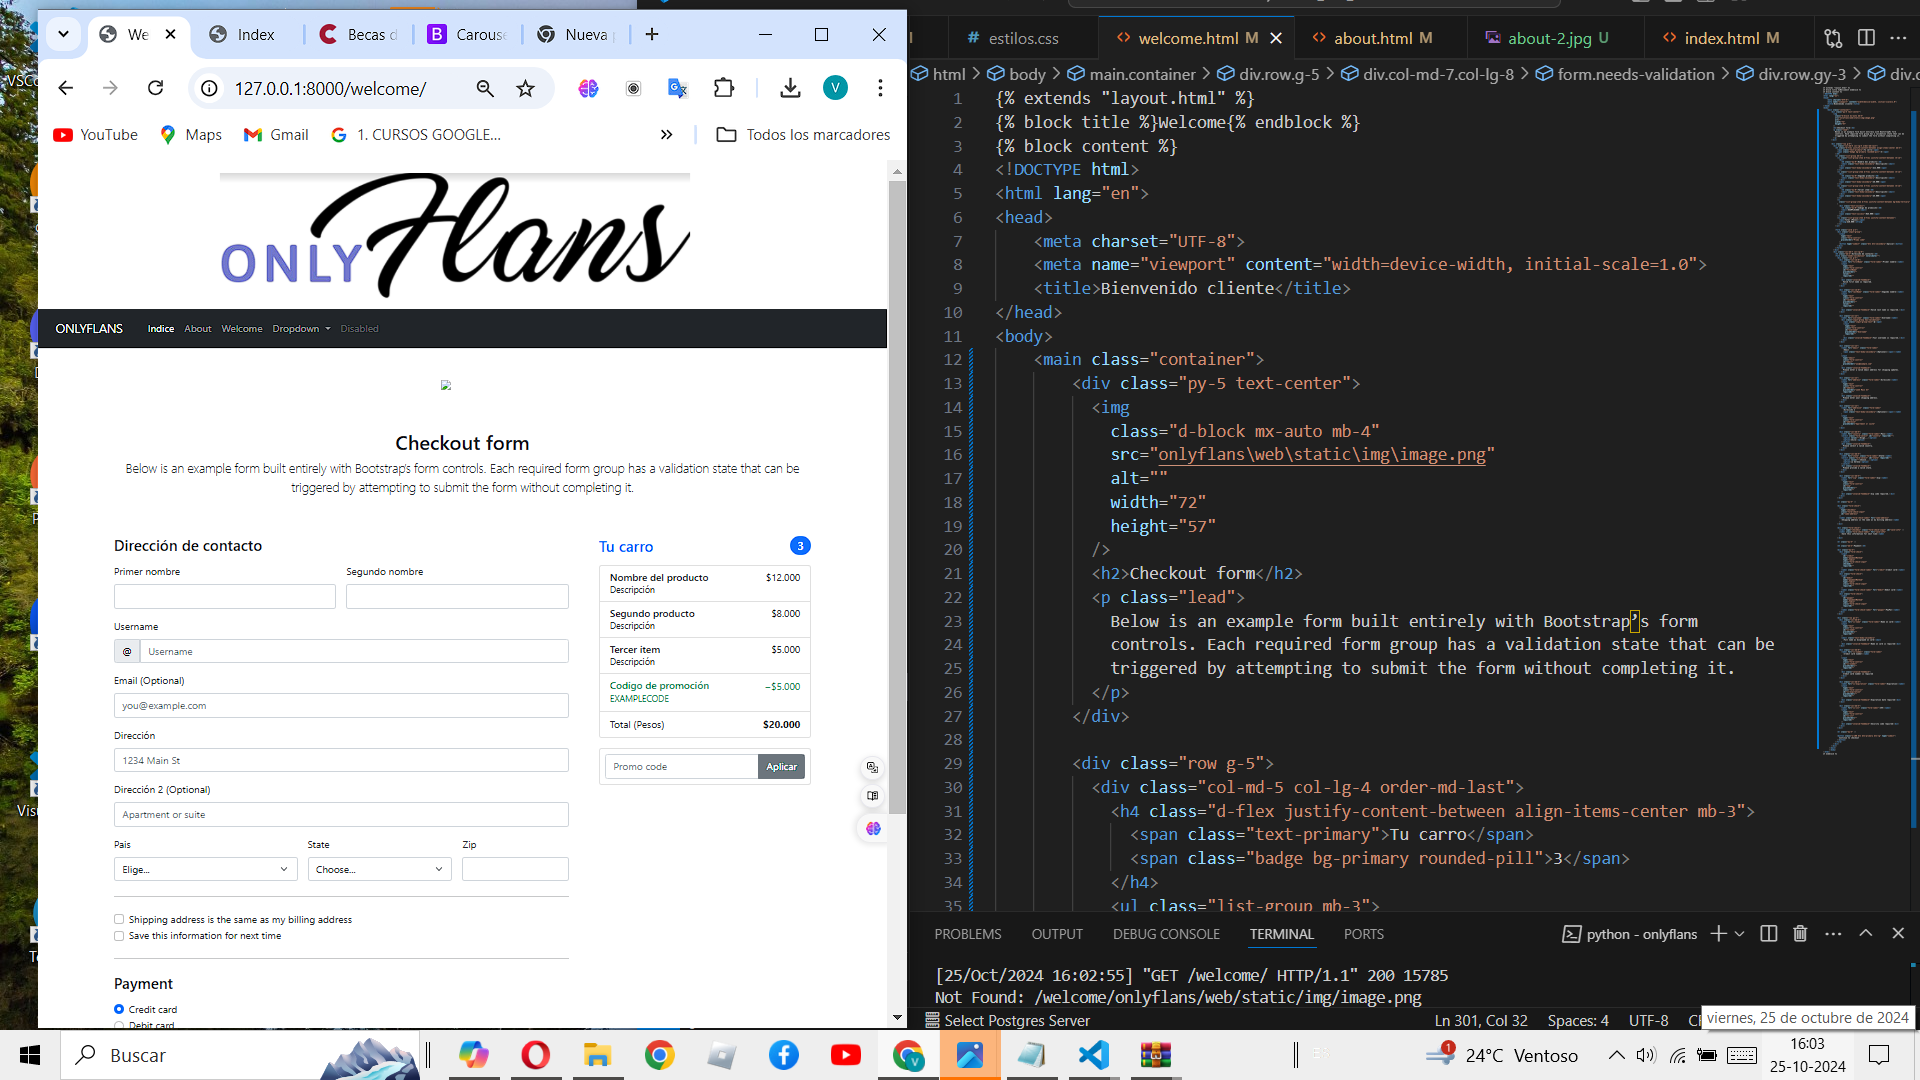 We
Index
Becas d
Carouse
Nueva
127.0.0.1:8000/welcome/
V
YouTube
Maps
Gmail
1. CURSOS GOOGLE...
»
Todos los marcadores
ONLY Flans
ONLYFLANS
Indice
About
Welcome
Dropdown
Disabled
Checkout form
Below is an example form built entirely with Bootstrap's form controls. Each required form group has a validation state that can be
triggered by attempting to submit the form without completing it.
Dirección de contacto
Primer nombre
Segundo nombre
Username
@ Username
Email (Optional)
you@example.com
Dirección
1234 Main St
Dirección 2 (Optional)
Apartment or suite
Pais
State
Zip
Elige...
Choose...
Shipping address is the same as my billing address
Save this information for next time
Payment
Credit card
Debit card
Tu carro
3
Nombre del producto $12.000
Descripción
Segundo producto $8.000
Descripción
Tercer item $5.000
Descripción
Codigo de promoción −$5.000
EXAMPLECODE
Total (Pesos) $20.000
Promo code
Aplicar
# estilos.css
<> welcome.html M
<> about.html M
about-2.jpg U
<> index.html M
html > body > main.container > div.row.g-5 > div.col-md-7.col-lg-8 > form.needs-validation > div.row.gy-3 > div.c
1 {% extends "layout.html" %}
2 {% block title %}Welcome{% endblock %}
3 {% block content %}
4 <!DOCTYPE html>
5 <html lang="en">
6 <head>
7 <meta charset="UTF-8">
8 <meta name="viewport" content="width=device-width, initial-scale=1.0">
9 <title>Bienvenido cliente</title>
10 </head>
11 <body>
12 <main class="container">
13 <div class="py-5 text-center">
14 <img
15 class="d-block mx-auto mb-4"
16 src="onlyflans\web\static\img\image.png"
17 alt=""
18 width="72"
19 height="57"
20 />
21 <h2>Checkout form</h2>
22 <p class="lead">
23 Below is an example form built entirely with Bootstrap’s form
24 controls. Each required form group has a validation state that can be
25 triggered by attempting to submit the form without completing it.
26 </p>
27 </div>
28
29 <div class="row g-5">
30 <div class="col-md-5 col-lg-4 order-md-last">
31 <h4 class="d-flex justify-content-between align-items-center mb-3">
32 <span class="text-primary">Tu carro</span>
33 <span class="badge bg-primary rounded-pill">3</span>
34 </h4>
35 <ul class="list-group mb-3">
PROBLEMS
OUTPUT
DEBUG CONSOLE
TERMINAL
PORTS
python - onlyflans
[25/Oct/2024 16:02:55] "GET /welcome/ HTTP/1.1" 200 15785
Not Found: /welcome/onlyflans/web/static/img/image.png
Select Postgres Server
Ln 301, Col 32
Spaces: 4
UTF-8
viernes, 25 de octubre de 2024
Buscar
1
24°C Ventoso
16:03
25-10-2024